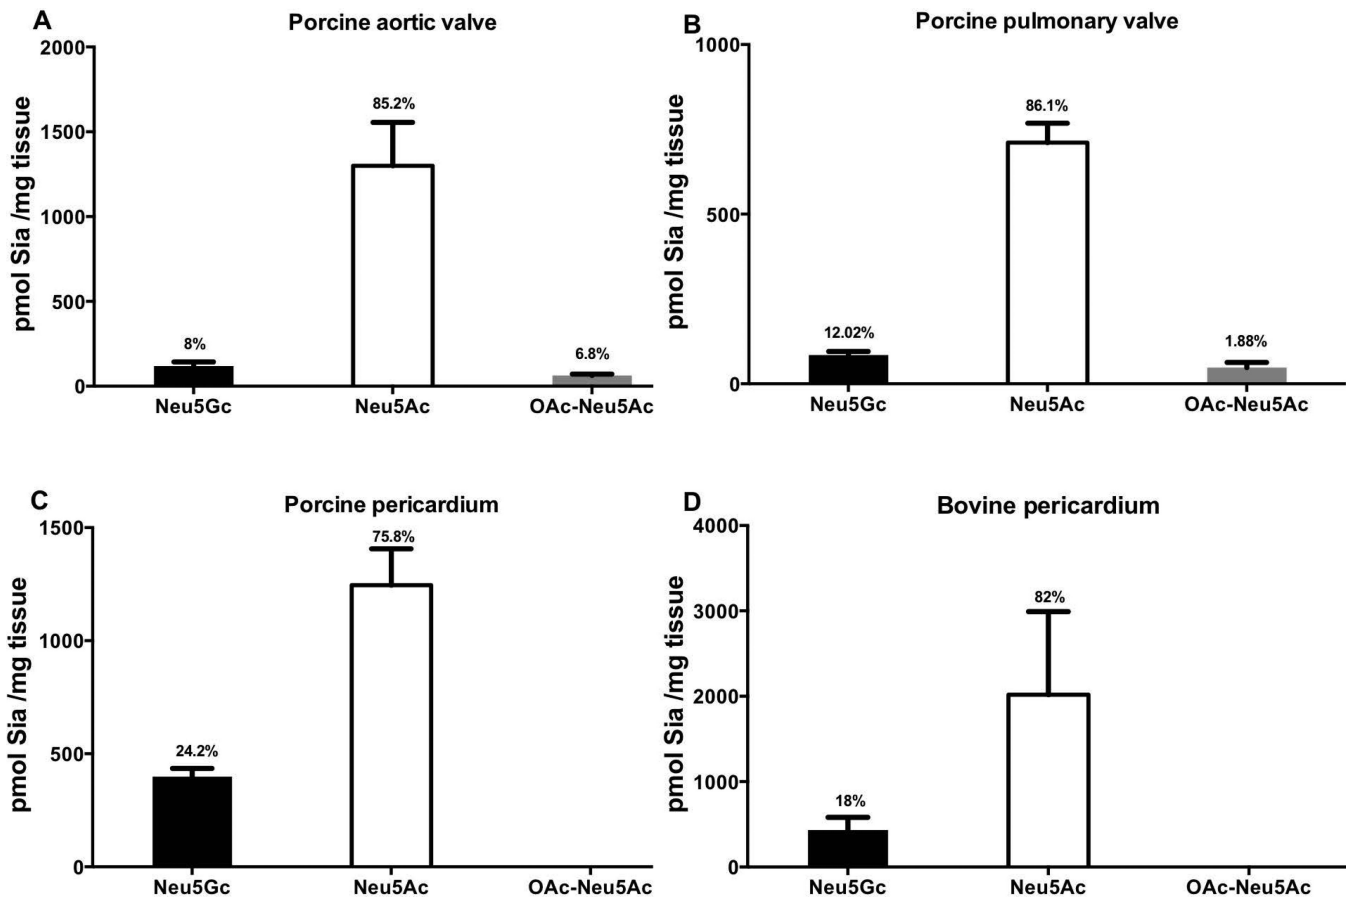 A
Porcine aortic valve
pmol Sia /mg tissue
2000
1500
1000
500
0
8%
85.2%
6.8%
Neu5Gc
Neu5Ac
OAc-Neu5Ac
B
Porcine pulmonary valve
pmol Sia /mg tissue
1000
500
0
12.02%
86.1%
1.88%
Neu5Gc
Neu5Ac
OAc-Neu5Ac
C
Porcine pericardium
pmol Sia /mg tissue
1500
1000
500
0
24.2%
75.8%
Neu5Gc
Neu5Ac
OAc-Neu5Ac
D
Bovine pericardium
pmol Sia /mg tissue
4000
3000
2000
1000
0
18%
82%
Neu5Gc
Neu5Ac
OAc-Neu5Ac